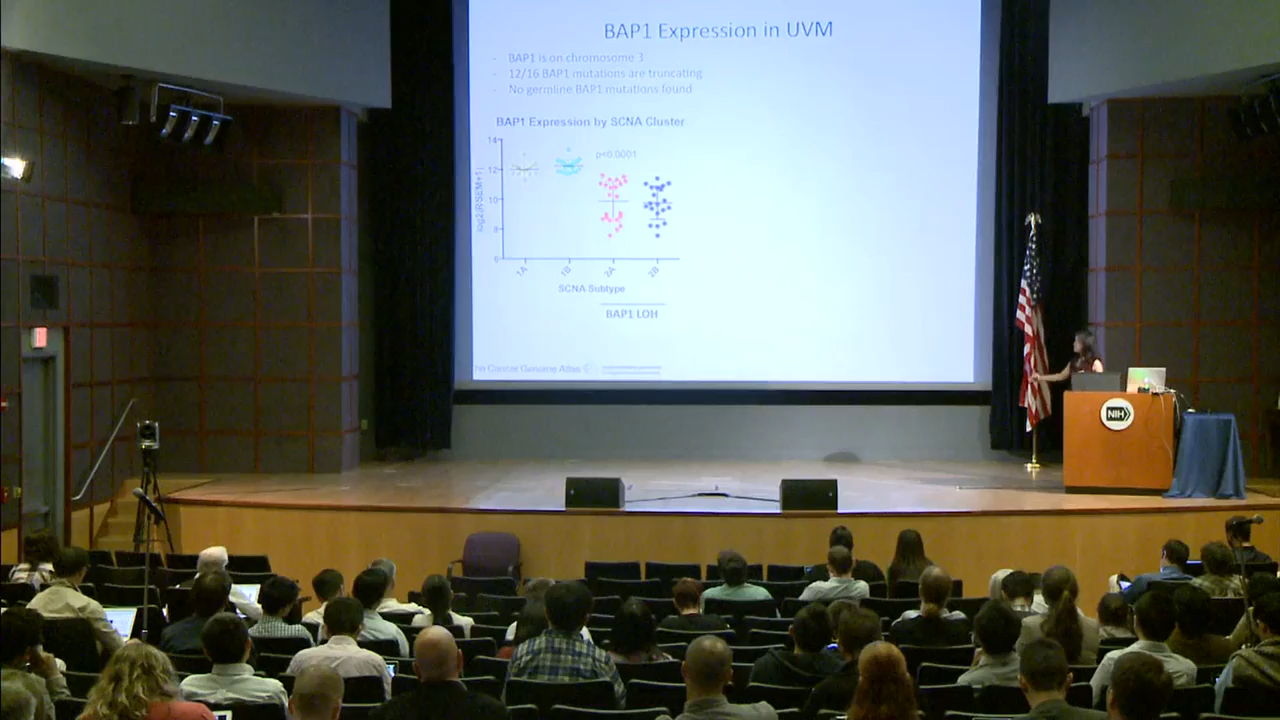 BAP1 Expression in UVM
- BAP1 is on chromosome 3
- 12/16 BAP1 mutations are truncating
- No germline BAP1 mutations found
BAP1 Expression by SCNA Cluster
14
p<0.0001
12
10
8
6
log2(RSEM+1)
1A
1B
2A
2B
SCNA Subtype
BAP1 LOH
he Cancer Genome Atlas
NIH